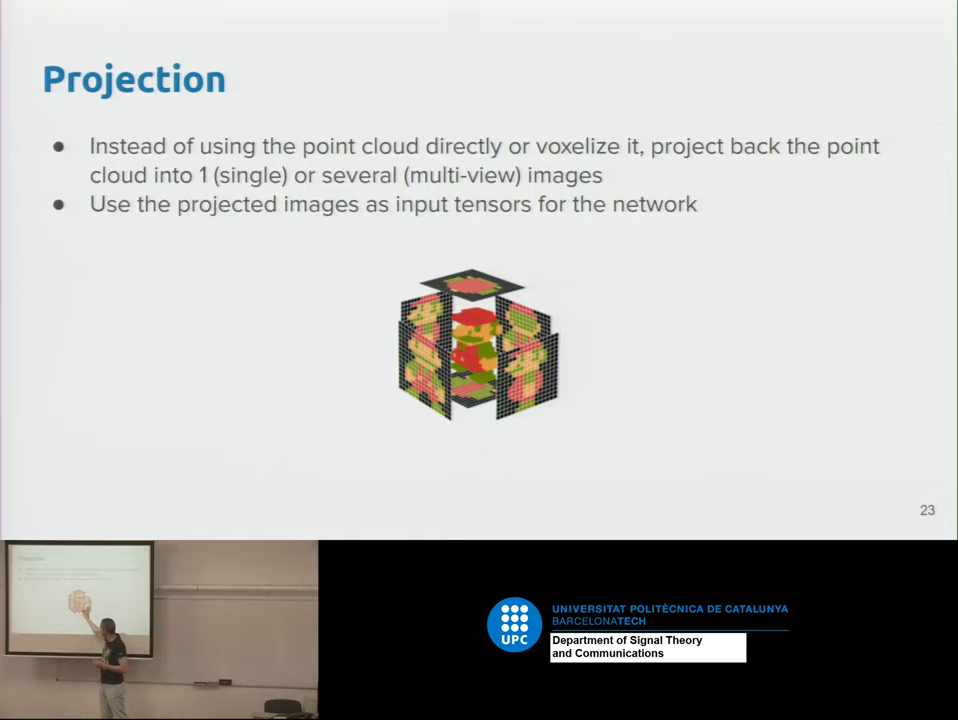 Projection
● Instead of using the point cloud directly or voxelize it, project back the point
cloud into 1 (single) or several (multi-view) images
● Use the projected images as input tensors for the network
23
UPC
UNIVERSITAT POLITÈCNICA DE CATALUNYA
BARCELONATECH
Department of Signal Theory
and Communications